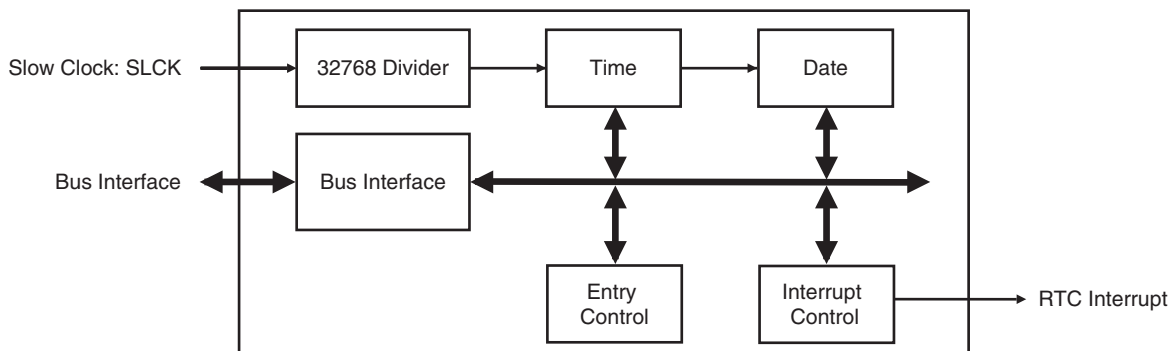 Slow Clock: SLCK
32768 Divider
Time
Date
Bus Interface
Bus Interface
Entry
Control
Interrupt
Control
RTC Interrupt